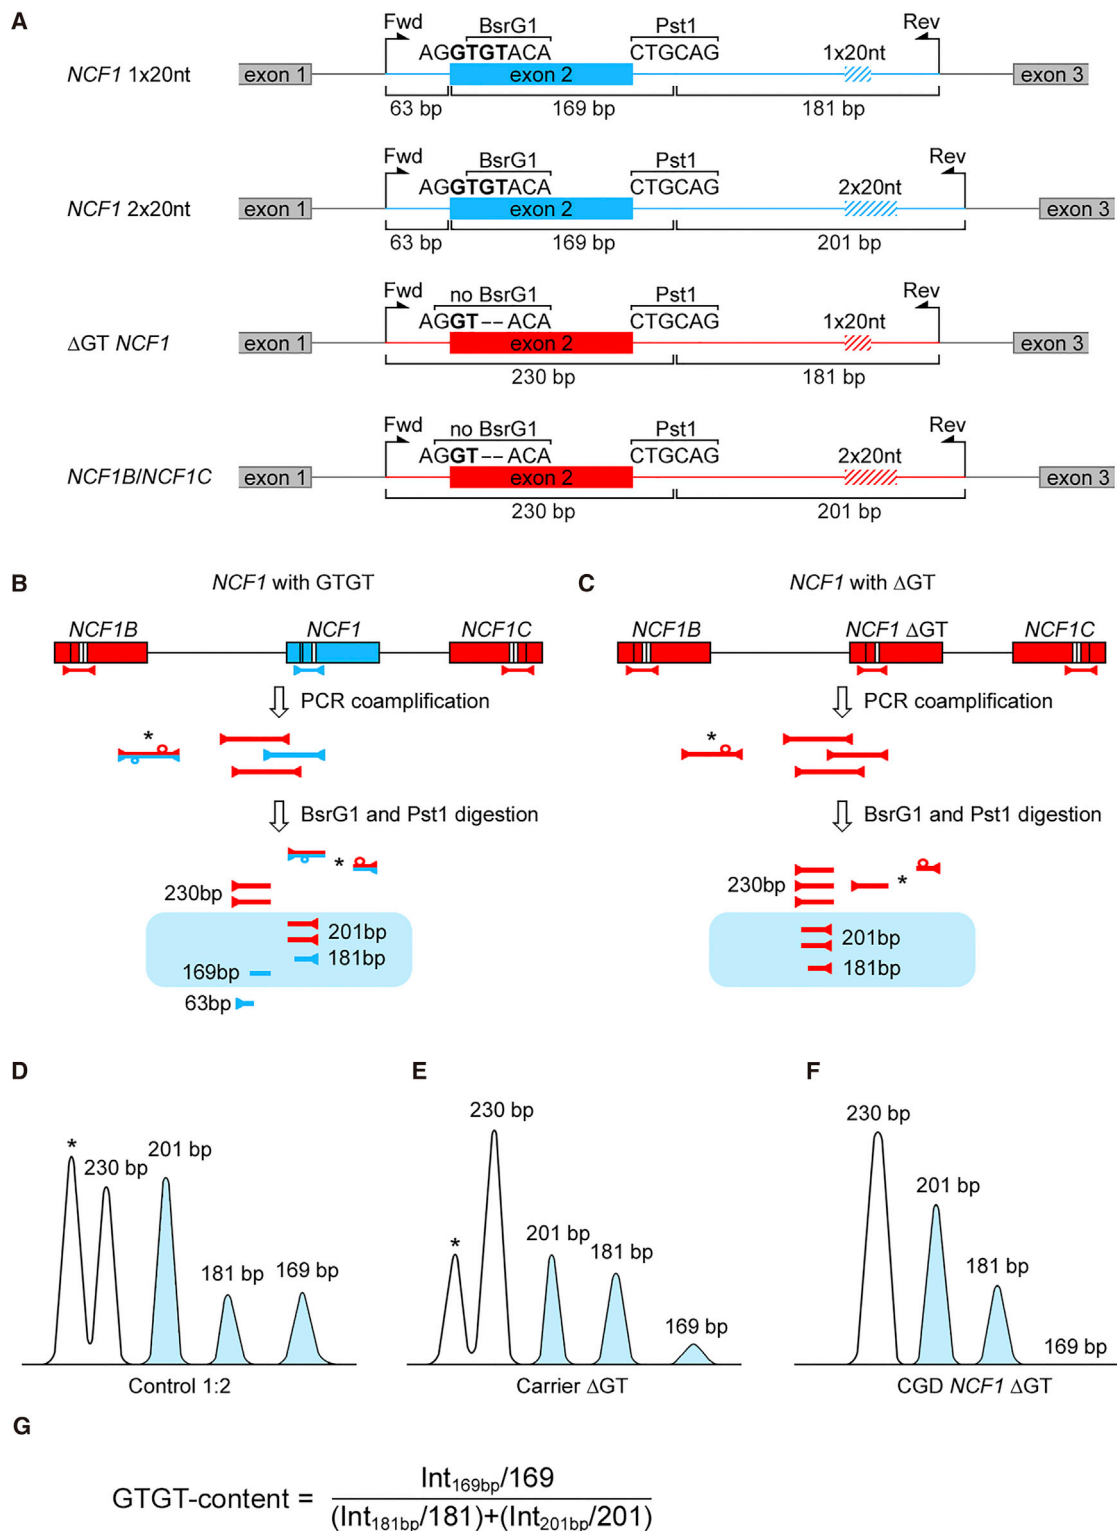 A
Fwd BsrG1 Pst1 Rev
AGGTGTACA CTGCAG 1x20nt
NCF1 1x20nt exon 1 exon 2 exon 3
63 bp 169 bp 181 bp
Fwd BsrG1 Pst1 Rev
AGGTGTACA CTGCAG 2x20nt
NCF1 2x20nt exon 1 exon 2 exon 3
63 bp 169 bp 201 bp
Fwd no BsrG1 Pst1 Rev
AGGT--ACA CTGCAG 1x20nt
ΔGT NCF1 exon 1 exon 2 exon 3
230 bp 181 bp
Fwd no BsrG1 Pst1 Rev
AGGT--ACA CTGCAG 2x20nt
NCF1B/NCF1C exon 1 exon 2 exon 3
230 bp 201 bp
B NCF1 with GTGT
NCF1B NCF1 NCF1C
PCR coamplification
*
BsrG1 and Pst1 digestion
*
230bp
201bp
181bp
169bp
63bp
C NCF1 with ΔGT
NCF1B NCF1 ΔGT NCF1C
PCR coamplification
*
BsrG1 and Pst1 digestion
230bp *
201bp
181bp
D
* 230 bp 201 bp 181 bp 169 bp
Control 1:2
E
* 230 bp 201 bp 181 bp 169 bp
Carrier ΔGT
F
230 bp 201 bp 181 bp 169 bp
CGD NCF1 ΔGT
G
GTGT-content = Int169bp/169
(Int181bp/181)+(Int201bp/201)